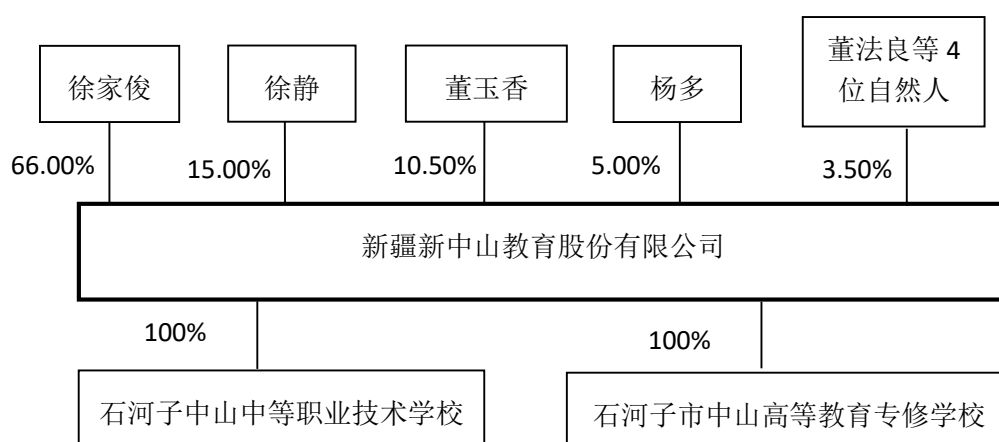 徐家俊
徐静
董玉香
杨多
董法良等 4
位自然人
66.00%
15.00%
10.50%
5.00%
3.50%
新疆新中山教育股份有限公司
100%
100%
石河子中山中等职业技术学校
石河子市中山高等教育专修学校